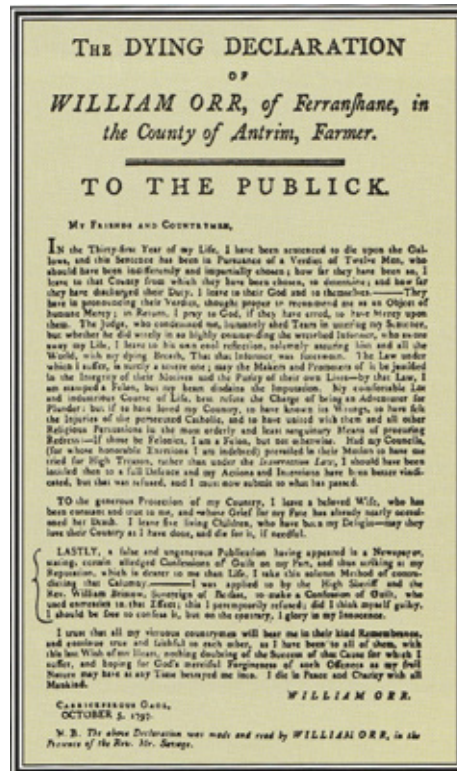 THE DYING DECLARATION
OF
WILLIAM ORR, of Ferranſhane, in
the County of Antrim, Farmer.
TO THE PUBLICK.
MY FRIENDS AND COUNTRYMEN,
IN the Thirty-first Year of my Life, I have been sentenced to die upon the Gal-
lows, and this Sentence has been in Pursuance of a Verdict of Twelve Men, who
should have been indifferently and impartially chosen; how far they have been so, I
leave to that County from which they have been chosen, to determine; and how far
they have discharged their Duty, I leave to their God and to themselves.——They
have in pronouncing their Verdict, thought proper to recommend me as an Object of
humane Mercy; in Return, I pray to God, if they have erred, to have Mercy upon
them. The Judge, who condemned me, humanely shed Tears in uttering my Sentence,
but whether he did wisely in so highly commending the wretched Informer, who swore
away my Life, I leave to his own cool reflection, solemnly assuring him and all the
World, with my dying Breath, That that Informer was foresworn. The Law under
which I suffer, is surely a severe one; may the Makers and Promoters of it be justified
in the Integrity of their Motives and the Purity of their own Lives—by that Law, I
am stamped a Felon, but my heart disdains the Imputation. My comfortable Lot
and industrious Course of Life, best refute the Charge of being an Adventurer for
Plunder: but if to have loved my Country, to have known its Wrongs, to have felt
the Injuries of the persecuted Catholic, and to have united with them and all other
Religious Persuasions in the most orderly and least sanguinary Means of procuring
Redress—If those be Felonies, I am a Felon, but not otherwise. Had my Councils,
(for whose honorable Exertions I am indebted) prevailed in their Motion to have me
tried for High Treason, rather than under the Insurrection Law, I should have been
intitled then to a full Defence and my Actions and Intentions have been better vindi-
cated, but that was refused, and I must now submit to what has passed.
TO the generous Protection of my Country, I leave a beloved Wife, who has
been constant and true to me, and whose Grief for my Fate has already nearly occasi-
oned her Death. I leave five living Children, who have been my Delight—may they
love their Country as I have done, and die for it, if needful.
LASTLY, a false and ungenerous Publication having appeared in a Newspaper,
stating, certain alledged Confessions of Guilt on my Part, and thus striking at my
Reputation, which is dearer to me than Life, I take this solemn Method of contra-
dicting that Calumny.——I was applied to by the High Sheriff and the
Rev. William Bristow, Sovereign of Belfast, to make a Confession of Guilt, who
used entreaties to that Effect; this I peremptorily refused; did I think myself guilty,
I should be free to confess it, but on the contrary, I glory in my Innocence.
I trust that all my virtuous countrymen will bear me in their kind Remembrance,
and continue true and faithful to each other, as I have been to all of them, with
this last Wish of my Heart, nothing doubting of the Success of that Cause for which I
suffer, and hoping for God's merciful Forgiveness of such Offences as my frail
Nature may have at any Time betrayed me into. I die in Peace and Charity with all
Mankind.
WILLIAM ORR.
CARRICKFERGUS GAOL,
OCTOBER 5, 1797.
N.B. The above Declaration was made and read by WILLIAM ORR, in the
Presence of the Rev. Mr. Savage.